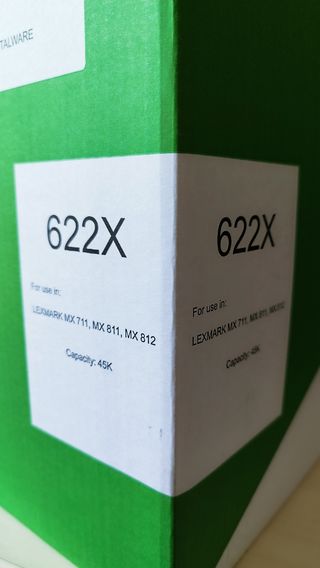 TALWARE
622X
For use in:
LEXMARK MX 711, MX 811, MX 812
Capacity: 45K
622X
For use in:
LEXMARK MX 711, MX 811, MX 812
Capacity: 45K